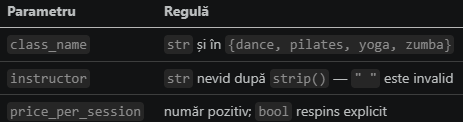 Parametru Regulă
class_name str și în {dance, pilates, yoga, zumba}
instructor str nevid după strip() — " " este invalid
price_per_session număr pozitiv; bool respins explicit